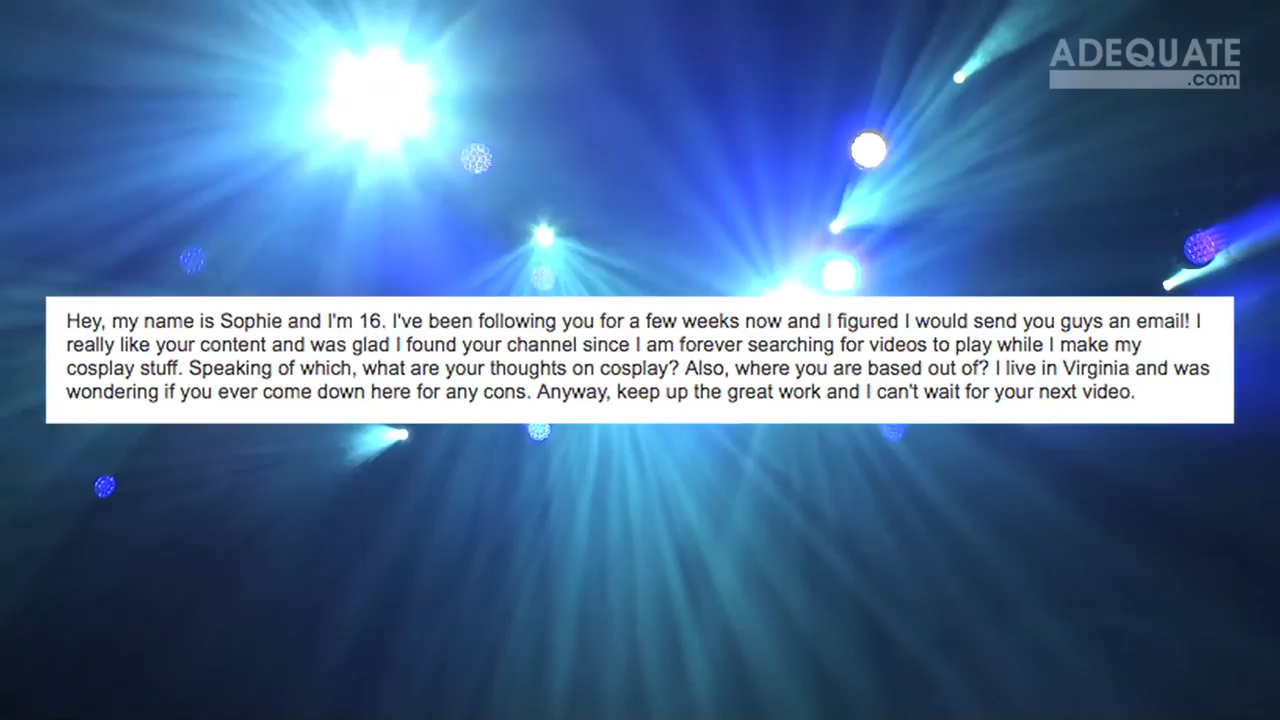 ADEQUATE
.com
Hey, my name is Sophie and I'm 16. I've been following you for a few weeks now and I figured I would send you guys an email! I
really like your content and was glad I found your channel since I am forever searching for videos to play while I make my
cosplay stuff. Speaking of which, what are your thoughts on cosplay? Also, where you are based out of? I live in Virginia and was
wondering if you ever come down here for any cons. Anyway, keep up the great work and I can't wait for your next video.